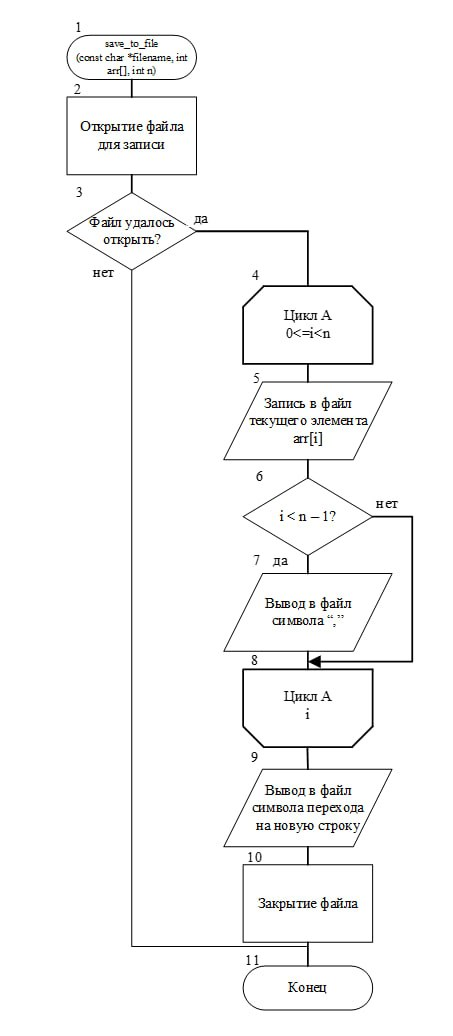 1
save_to_file
(const char *filename, int
arr[], int n)
2
Открытие файла
для записи
3
Файл удалось
открыть?
да
нет
4
Цикл А
0<=i<n
5
Запись в файл
текущего элемента
arr[i]
6
i < n – 1?
нет
7 да
Вывод в файл
символа “,”
8
Цикл А
i
9
Вывод в файл
символа перехода
на новую строку
10
Закрытие файла
11
Конец